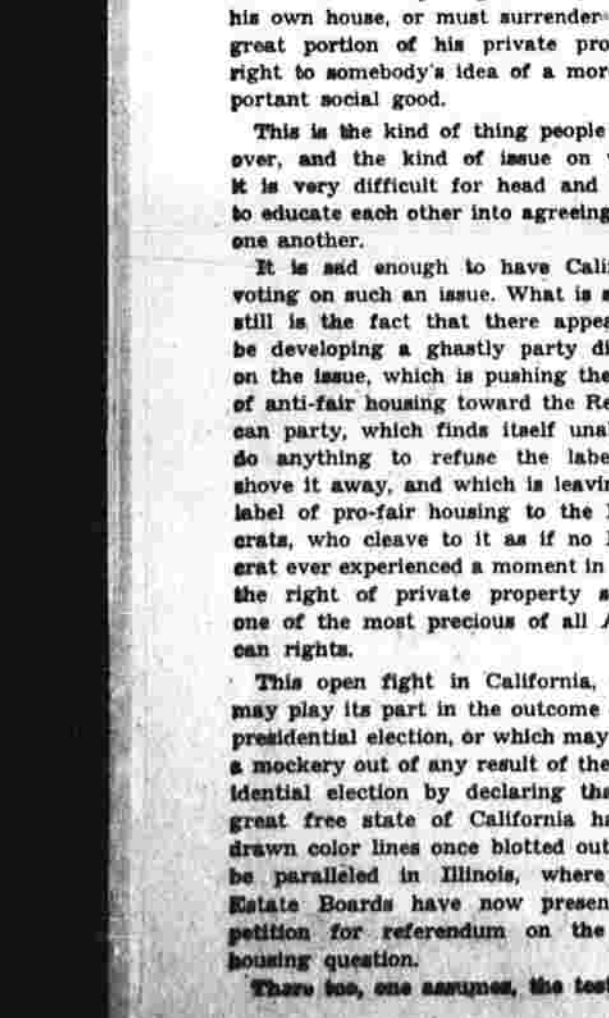 his own house, or must surrender
great portion of his private pro
right to somebody's idea of a mor
portant social good.
This is the kind of thing people
over, and the kind of issue on
it is very difficult for head and
to educate each other into agreeing
one another.
It is sad enough to have Cali
voting on such an issue. What is
still is the fact that there appe
be developing a ghastly party di
on the issue, which is pushing the
of anti-fair housing toward the Re
can party, which finds itself una
do anything to refuse the labe
shove it away, and which is leavi
label of pro-fair housing to the
crats, who cleave to it as if no
crat ever experienced a moment in
the right of private property
one of the most precious of all
can rights.
This open fight in California,
may play its part in the outcome
presidential election, or which may
a mockery out of any result of the
idential election by declaring tha
great free state of California ha
drawn color lines once blotted out
be paralleled in Illinois, where
Estate Boards have now presen
petition for referendum on the
housing question.
There too, one assumes, the test